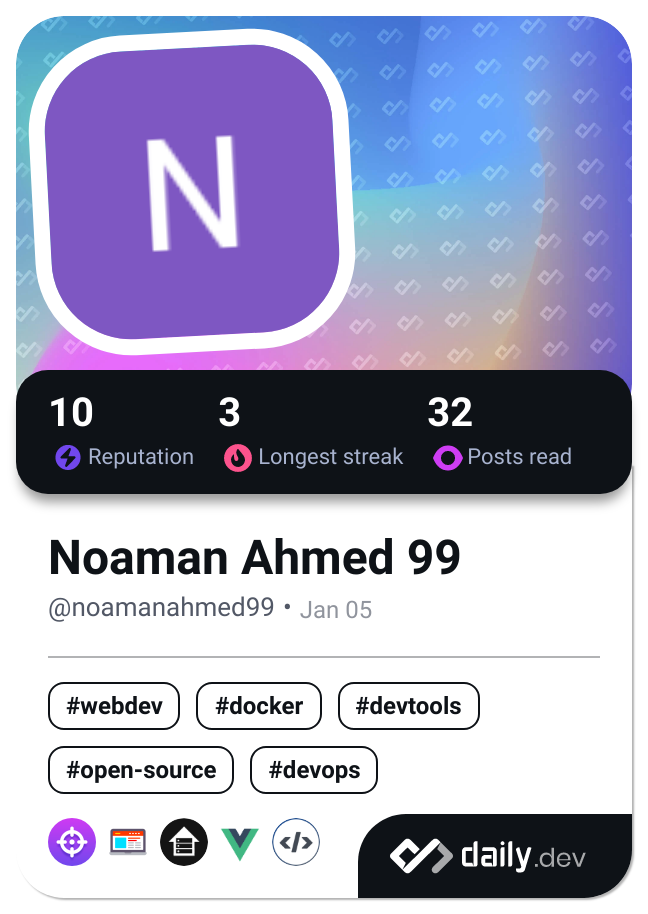 N
10 3 32
Reputation Longest streak Posts read
Noaman Ahmed 99
@noamanahmed99 • Jan 05
#webdev #docker #devtools
#open-source #devops
</>
daily.dev